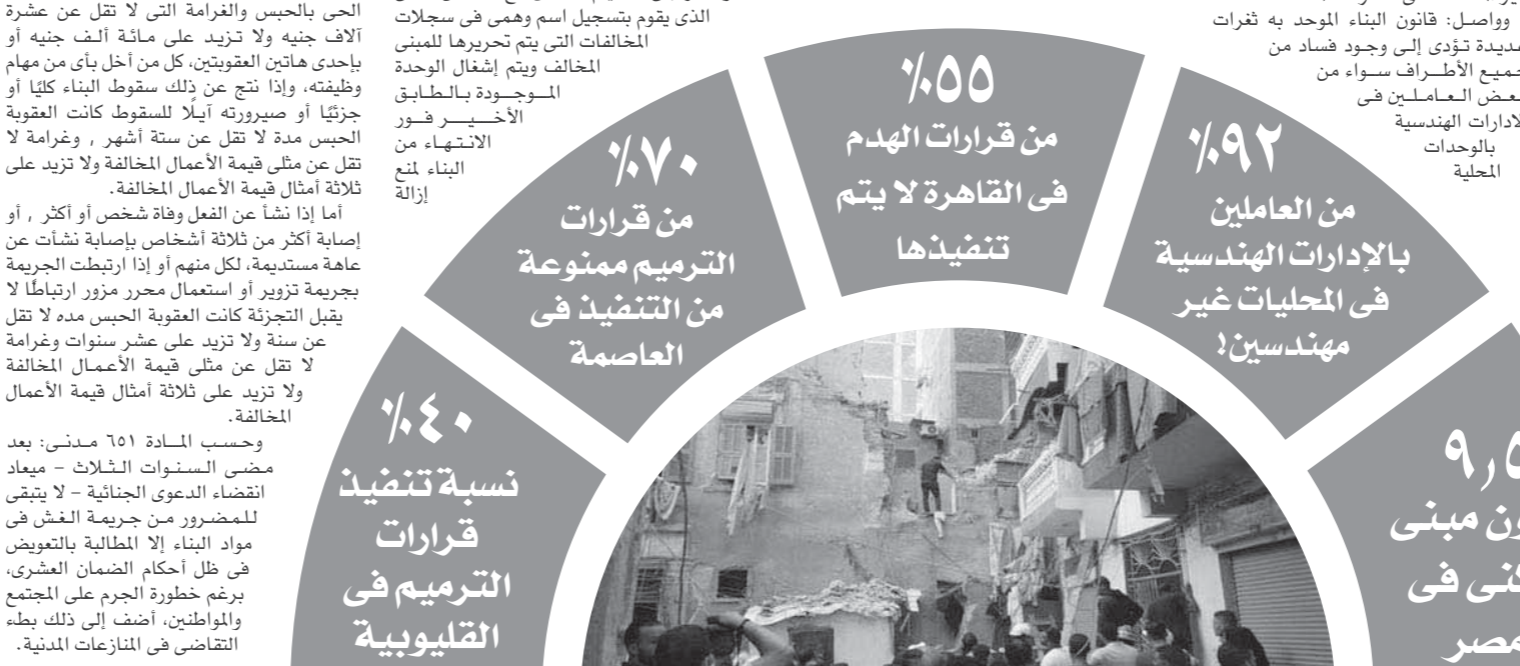 وواصل: قانون البناء الموحد به ثغرات
تؤدى إلى وجود فساد من
الأطراف سواء من
العاملين فى
الهندسية
بالوحدات
المحلية
٩٢٪
من العاملين
بالإدارات الهندسية
فى المحليات غير
مهندسين!
٥٥٪
من قرارات الهدم
فى القاهرة لا يتم
تنفيذها
٧٠٪
من قرارات
الترميم ممنوعة
من التنفيذ فى
العاصمة
٤٠٪
نسبة تنفيذ
قرارات
الترميم فى
القليوبية
مبنى
فى
الذى يقوم بتسجيل اسم وهمى فى سجلات
المخالفات التى يتم تحريرها للمبنى
المخالف ويتم إشغال الوحدة
الموجودة بالطابق
الأخير فور
الانتهاء من
البناء لمنع
إزالة
الحى بالحبس والغرامة التى لا تقل عن عشرة
آلاف جنيه ولا تزيد على مائة ألف جنيه أو
بإحدى هاتين العقوبتين، كل من أخل بأى من مهام
وظيفته، وإذا نتج عن ذلك سقوط البناء كليًا أو
جزئيًا أو صيرورته آيلًا للسقوط كانت العقوبة
الحبس مدة لا تقل عن ستة أشهر , وغرامة لا
تقل عن مثلى قيمة الأعمال المخالفة ولا تزيد على
ثلاثة أمثال قيمة الأعمال المخالفة.
أما إذا نشأ عن الفعل وفاة شخص أو أكثر , أو
إصابة أكثر من ثلاثة أشخاص بإصابة نشأت عن
عاهة مستديمة، لكل منهم أو إذا ارتبطت الجريمة
بجريمة تزوير أو استعمال محرر مزور ارتباطًا لا
يقبل التجزئة كانت العقوبة الحبس مده لا تقل
عن سنة ولا تزيد على عشر سنوات وغرامة
لا تقل عن مثلى قيمة الأعمال المخالفة
ولا تزيد على ثلاثة أمثال قيمة الأعمال
المخالفة.
وحسب المادة ٦٥١ مدنى: بعد
مضى السنوات الثلاث – ميعاد
انقضاء الدعوى الجنائية – لا يتبقى
للمضرور من جريمة الغش فى
مواد البناء إلا المطالبة بالتعويض
فى ظل أحكام الضمان العشرى،
برغم خطورة الجرم على المجتمع
والمواطنين، أضف إلى ذلك بطء
التقاضى فى المنازعات المدنية.